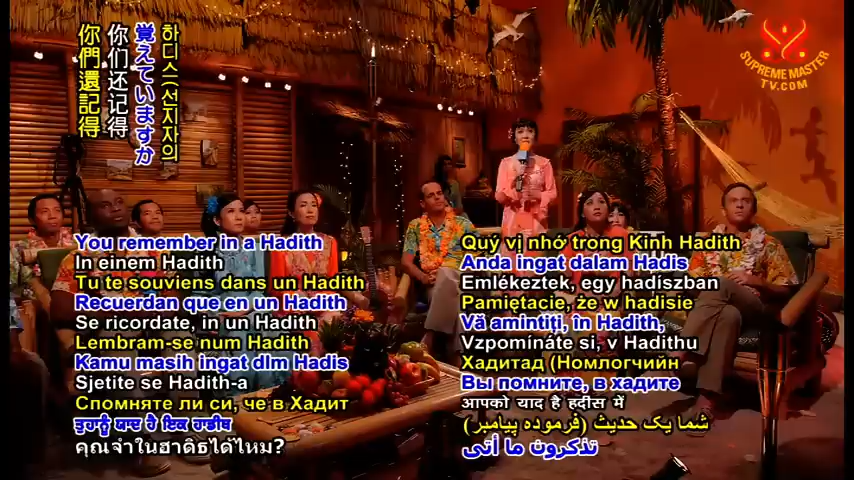 하디스 (선지자의
覚えていますか
你们还记得
你們還記得
SUPREME MASTER
TV.COM
You remember in a Hadith
In einem Hadith
Tu te souviens dans un Hadith
Recuerdan que en un Hadith
Se ricordate, in un Hadith
Lembram-se num Hadith
Kamu masih ingat dlm Hadis
Sjetite se Hadith-a
Спомняте ли си, че в Хадит
ਤੁਹਾਨੂੰ ਯਾਦ ਹੈ ਇਕ ਹਾਡੀਥ
คุณจำในฮาดิธได้ไหม?
Quý vị nhớ trong Kinh Hadith
Anda ingat dalam Hadis
Emlékeztek, egy hadíszban
Pamiętacie, że w hadisie
Vă amintiți, în Hadith,
Vzpomínáte si, v Hadithu
Хадитад (Номлогчийн
Вы помните, в хадите
आपको याद है हदीस में
شما یک حدیث (فرموده پیامبر)
تذكرون ما أتى